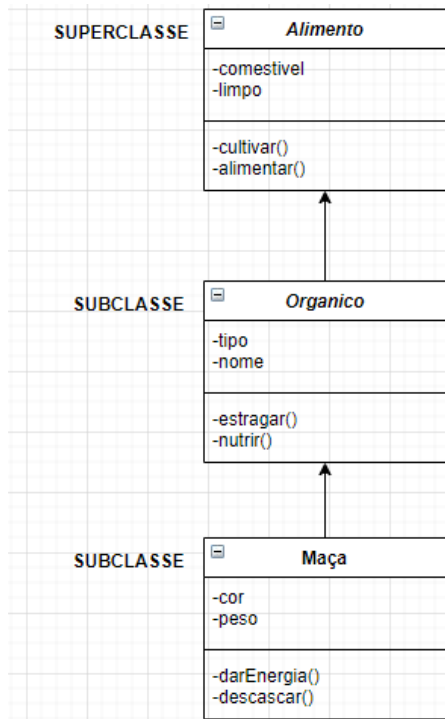 SUPERCLASSE
Alimento
-comestivel
-limpo
-cultivar()
-alimentar()
SUBCLASSE
Organico
-tipo
-nome
-estragar()
-nutrir()
SUBCLASSE
Maça
-cor
-peso
-darEnergia()
-descascar()